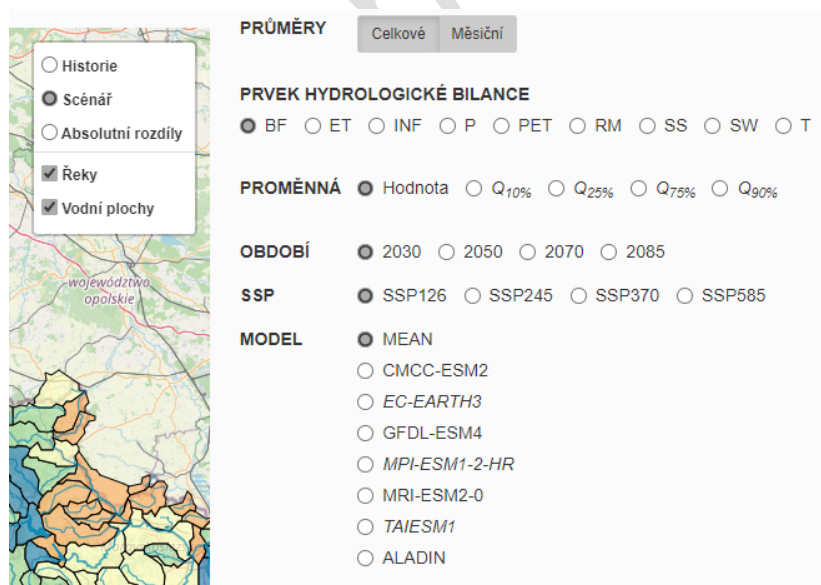 PRŮMĚRY Celkové Měsíční
Historie
Scénář
Absolutní rozdíly
Řeky
Vodní plochy
PRVEK HYDROLOGICKÉ BILANCE
BF ET INF P PET RM SS SW T
PROMĚNNÁ Hodnota Q10% Q25% Q75% Q90%
OBDOBÍ 2030 2050 2070 2085
SSP SSP126 SSP245 SSP370 SSP585
MODEL MEAN
CMCC-ESM2
EC-EARTH3
GFDL-ESM4
MPI-ESM1-2-HR
MRI-ESM2-0
TAIESM1
ALADIN
województwo
opolskie